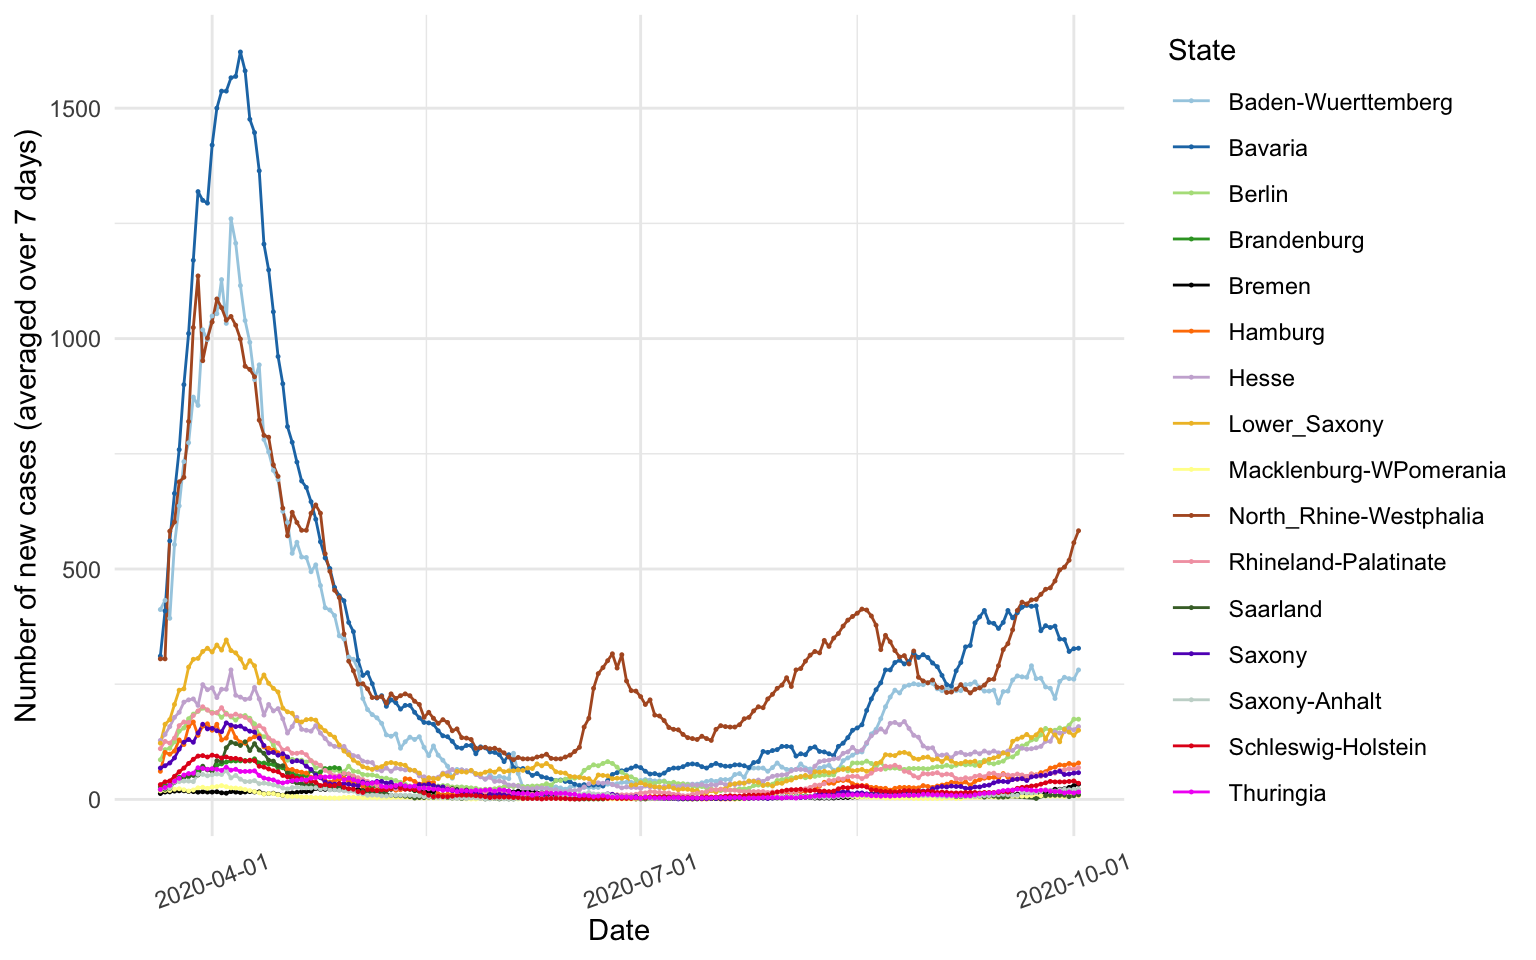 Number of new cases (averaged over 7 days)
1500
1000
500
0
2020-04-01
2020-07-01
2020-10-01
Date
State
Baden-Wuerttemberg
Bavaria
Berlin
Brandenburg
Bremen
Hamburg
Hesse
Lower_Saxony
Macklenburg-WPomerania
North_Rhine-Westphalia
Rhineland-Palatinate
Saarland
Saxony
Saxony-Anhalt
Schleswig-Holstein
Thuringia